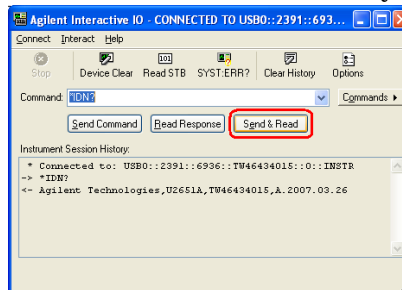 Agilent Interactive IO - CONNECTED TO USB0::2391::693...
Connect Interact Help
Stop Device Clear Read STB SYST:ERR? Clear History Options
Command: *IDN? Commands
Send Command Read Response Send & Read
Instrument Session History:
* Connected to: USB0::2391::6936::TW46434015::0::INSTR
-> *IDN?
<- Agilent Technologies,U2651A,TW46434015,A.2007.03.26